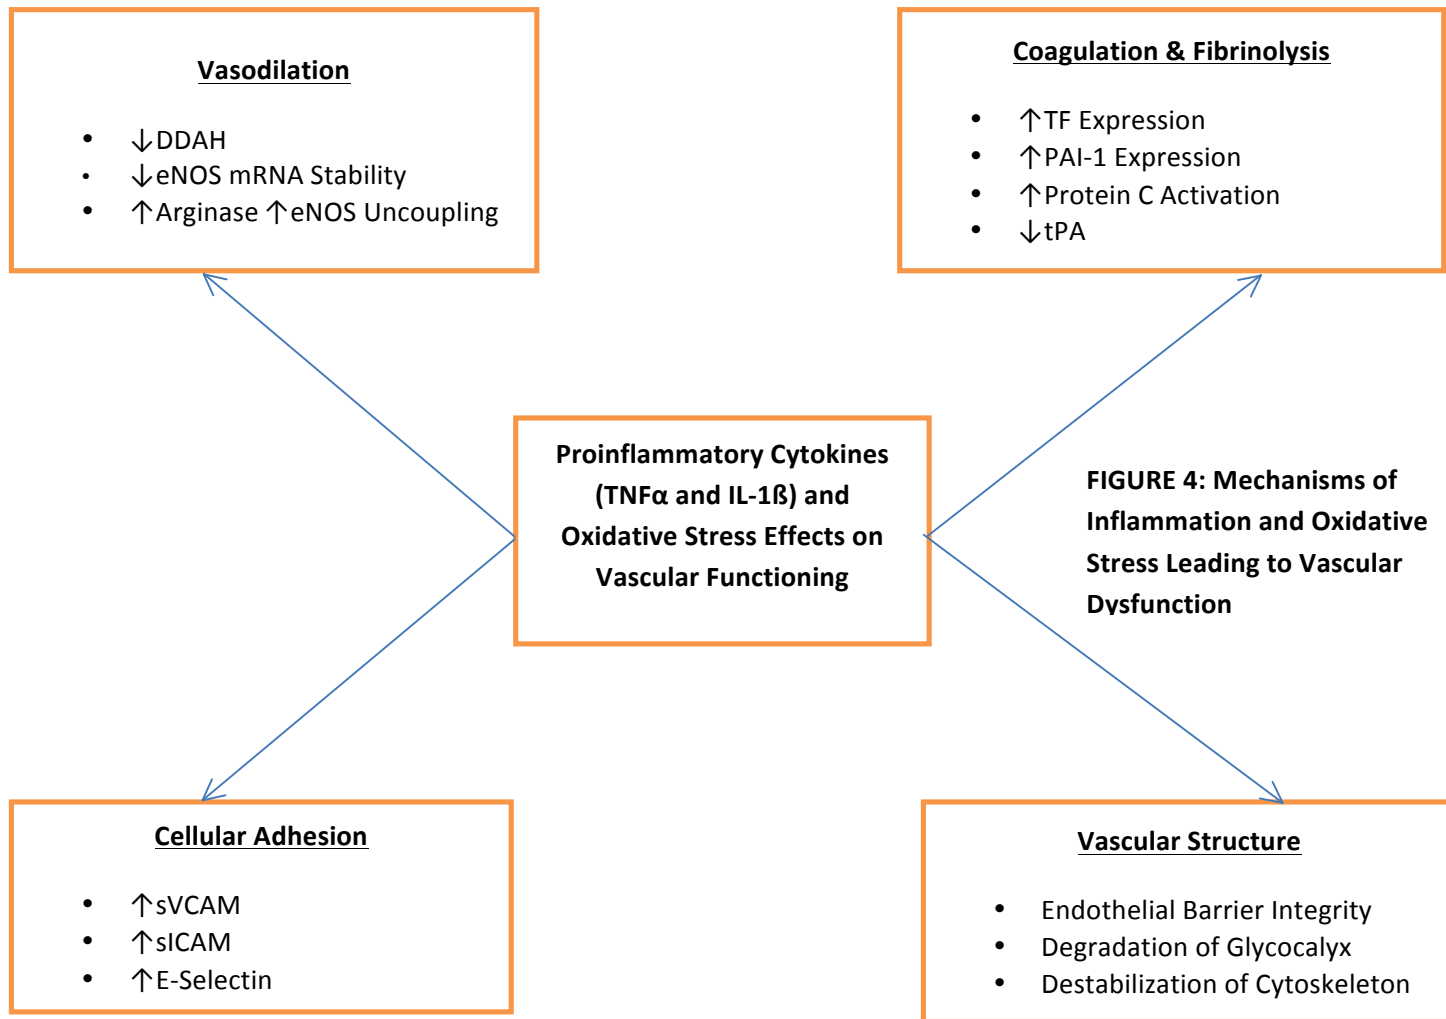 Vasodilation
• ↓DDAH
• ↓eNOS mRNA Stability
• ↑Arginase ↑eNOS Uncoupling
Coagulation & Fibrinolysis
• ↑TF Expression
• ↑PAI-1 Expression
• ↑Protein C Activation
• ↓tPA
Proinflammatory Cytokines
(TNFα and IL-1ß) and
Oxidative Stress Effects on
Vascular Functioning
FIGURE 4: Mechanisms of
Inflammation and Oxidative
Stress Leading to Vascular
Dysfunction
Cellular Adhesion
• ↑sVCAM
• ↑sICAM
• ↑E-Selectin
Vascular Structure
• Endothelial Barrier Integrity
• Degradation of Glycocalyx
• Destabilization of Cytoskeleton